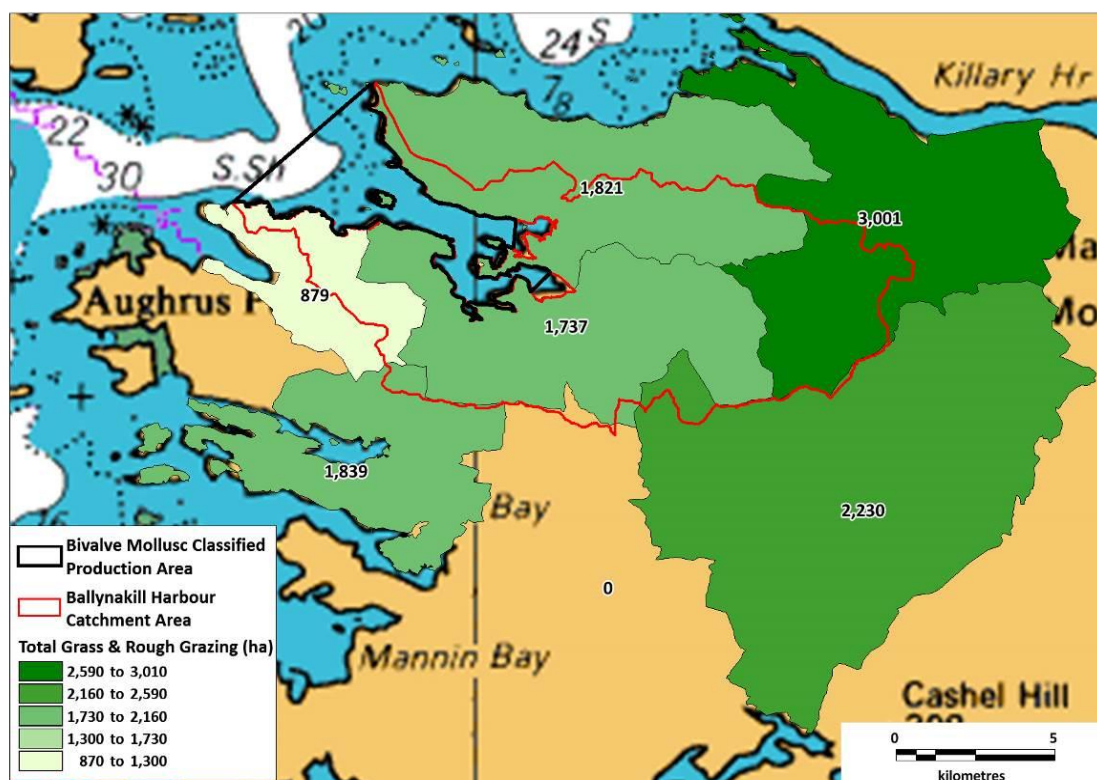 20
S
24 S
7
8
Killary Hr
22
30
S.Sh
1,821
3,001
Ma
879
Aughrus P
Mo
1,737
1,839
Bay
2,230
0
Mannin Bay
Cashel Hill
Bivalve Mollusc Classified
Production Area
Ballynakill Harbour
Catchment Area
Total Grass & Rough Grazing (ha)
2,590 to 3,010
2,160 to 2,590
1,730 to 2,160
1,300 to 1,730
870 to 1,300
0 5
kilometres